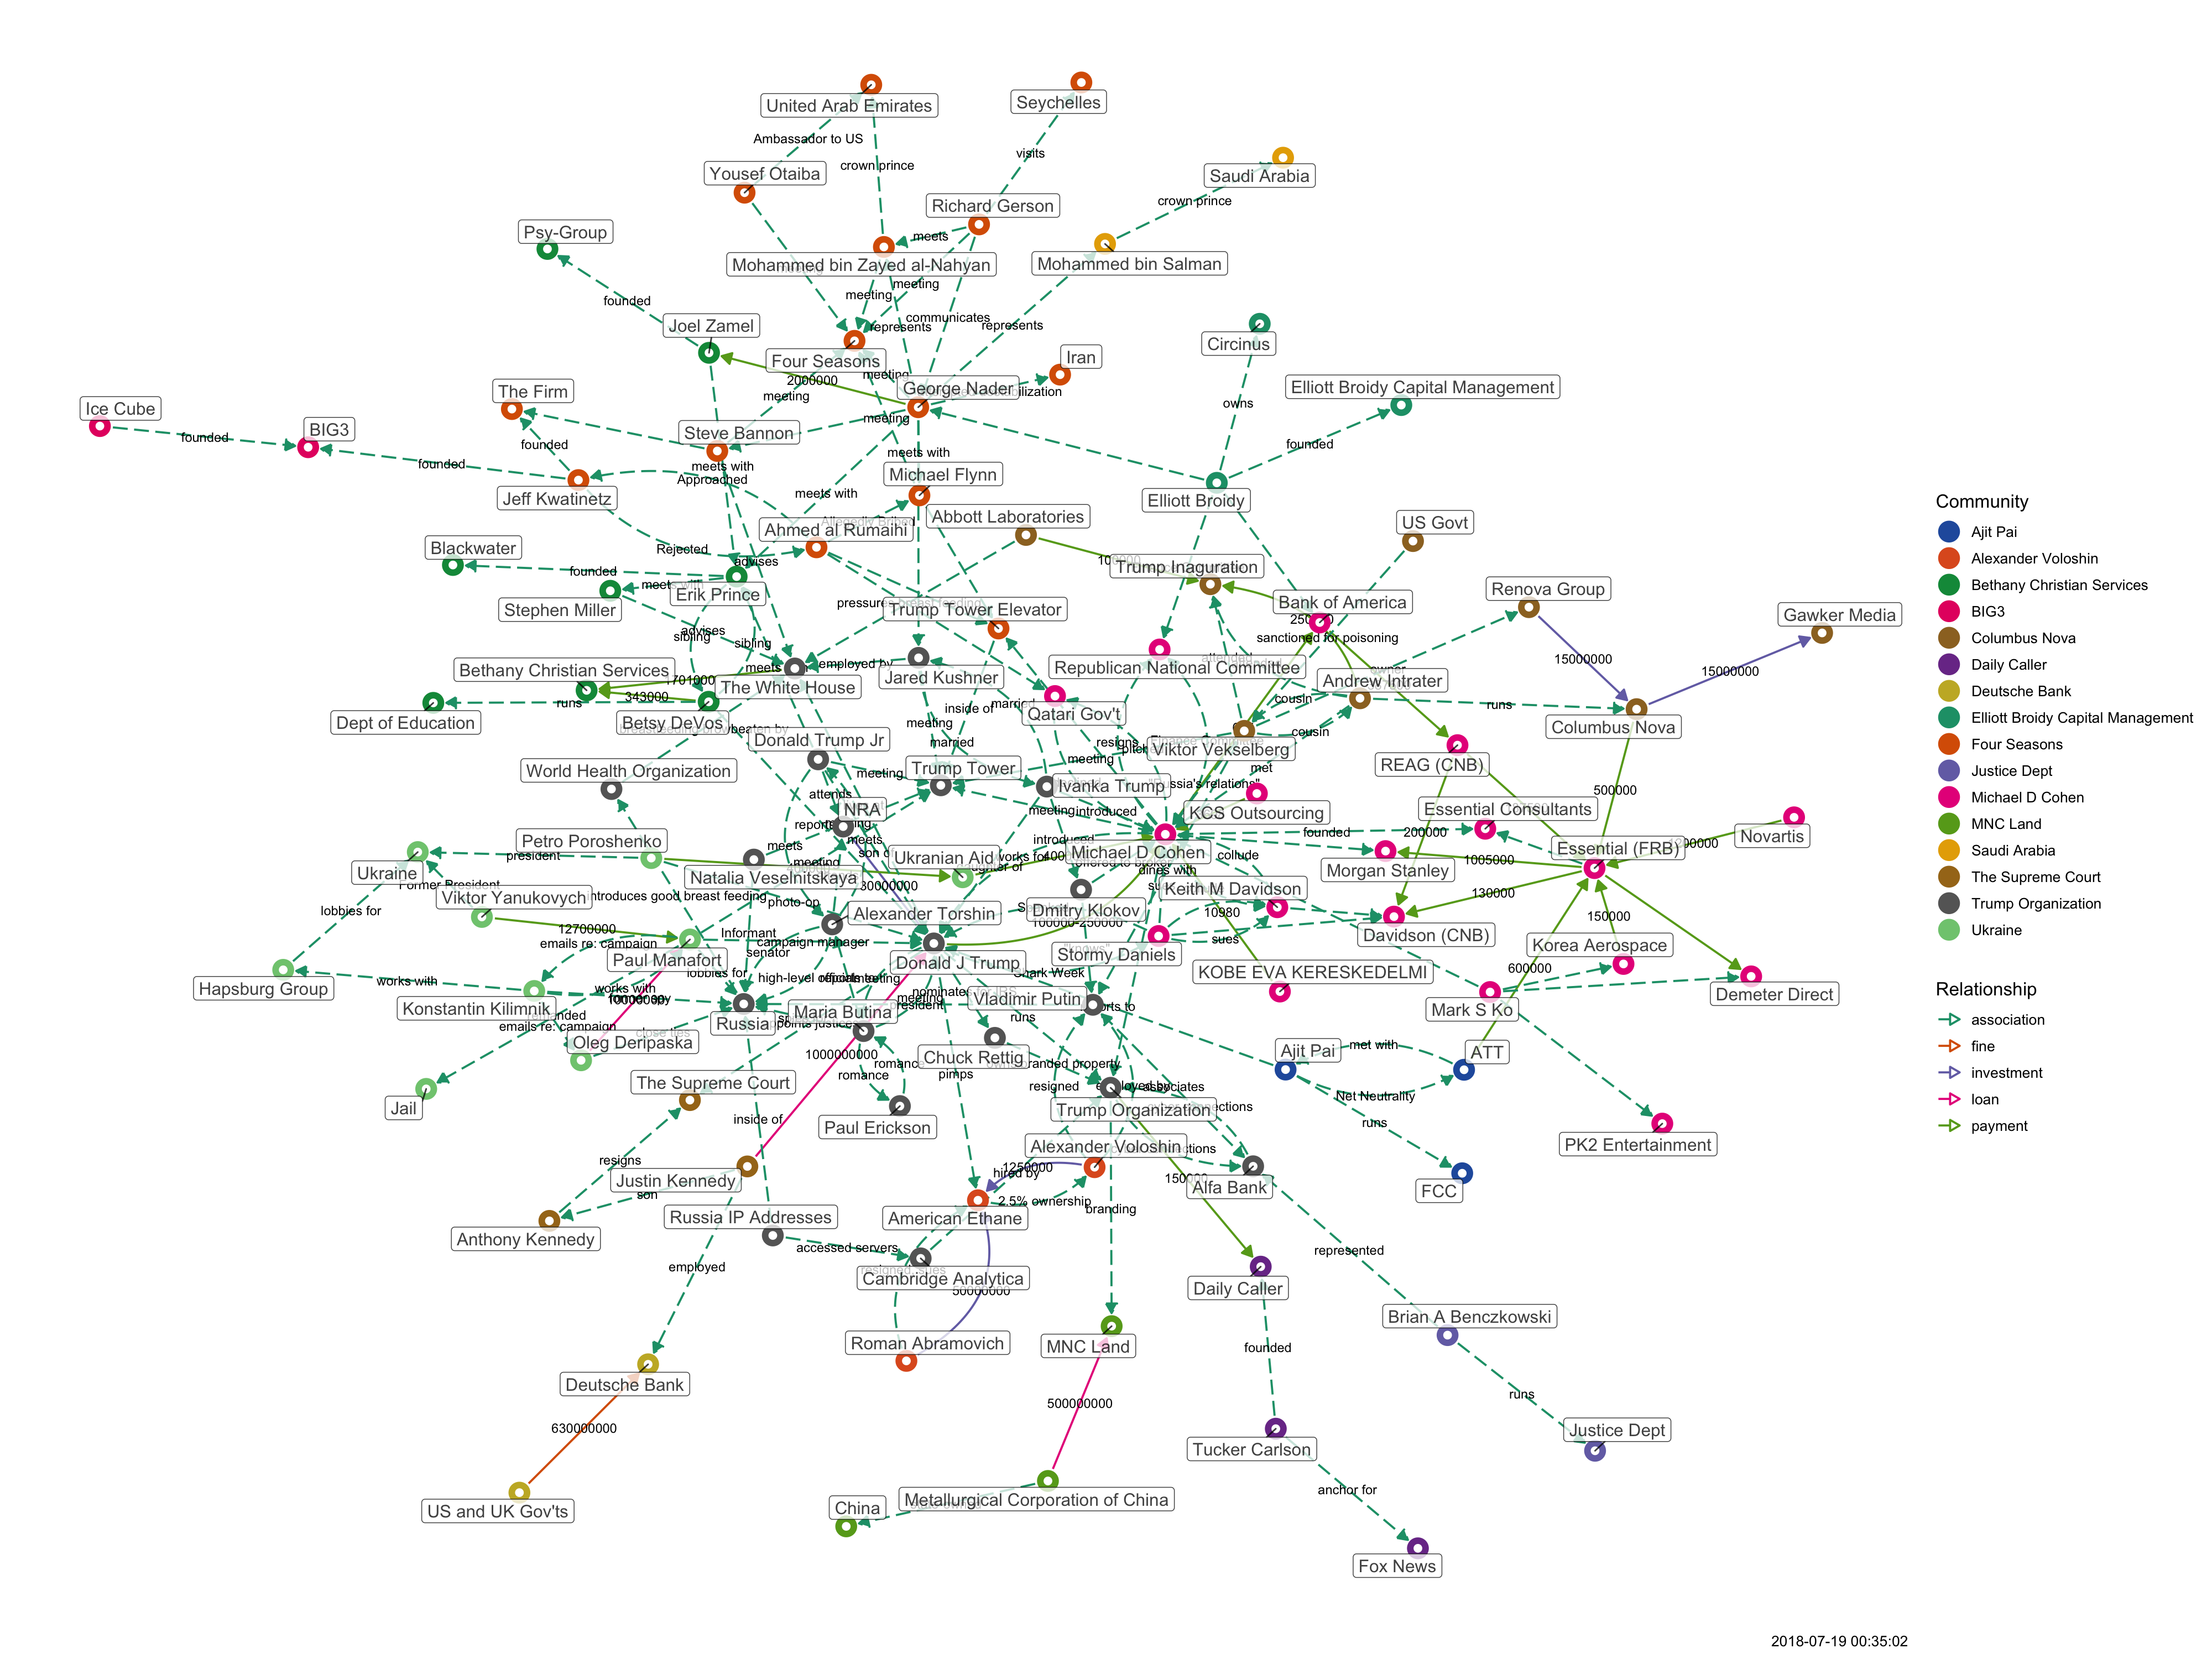 United Arab Emirates
Seychelles
Ambassador to US
visits
crown prince
Yousef Otaiba
Saudi Arabia
Richard Gerson
crown prince
Psy-Group
meets
Mohammed bin Zayed al-Nahyan
Mohammed bin Salman
meeting
meeting
founded
communicates
represents
represents
Joel Zamel
Circinus
Four Seasons
Iran
2000000
meeting
George Nader
Elliott Broidy Capital Management
The Firm
meeting
owns
Ice Cube
meeting
BIG3
Steve Bannon
founded
founded
founded
founded
meets with
meets with
Approached
Michael Flynn
Jeff Kwatinetz
meets with
Elliott Broidy
Abbott Laboratories
US Govt
Ahmed al Rumaihi
Blackwater
Rejected
advises
Trump Inaguration
founded
meets with
Erik Prince
Renova Group
Stephen Miller
Bank of America
Trump Tower Elevator
Gawker Media
sanctioned for poisoning
advises
sibling
sibling
15000000
employed by
Republican National Committee
15000000
Bethany Christian Services
1701000
The White House
Jared Kushner
Andrew Intrater
343000
runs
cousin
runs
Dept of Education
Betsy DeVos
inside of
married
Qatari Gov't
Columbus Nova
Donald Trump Jr
meeting
married
resigns
Viktor Vekselberg
cousin
World Health Organization
meeting
Trump Tower
meeting
met
REAG (CNB)
Ivanka Trump
500000
attends
NRA
meeting
introduced
KCS Outsourcing
Essential Consultants
Novartis
Petro Poroshenko
meets
meets
introduced
founded
200000
Essential (FRB)
president
son of
Ukranian Aid
works for
Michael D Cohen
collude
1005000
Ukraine
meeting
Natalia Veselnitskaya
dines with
Morgan Stanley
Former President
Viktor Yanukovych
Keith M Davidson
130000
lobbies for
photo-op
Alexander Torshin
Dmitry Klokov
10980
150000
12700000
Informant
100000-250000
Davidson (CNB)
emails re: campaign
campaign manager
sues
Korea Aerospace
Paul Manafort
senator
Donald J Trump
Stormy Daniels
600000
KOBE EVA KERESKEDELMI
Hapsburg Group
works with
works with
lobbies for
Vladimir Putin
Demeter Direct
Konstantin Kilimnik
Maria Butina
meeting
Mark S Ko
Russia
runs
emails re: campaign
Oleg Deripaska
Chuck Rettig
met with
Ajit Pai
ATT
1000000000
romance
romance
pimps
The Supreme Court
resigned
associates
Net Neutrality
Jail
Trump Organization
inside of
Paul Erickson
runs
PK2 Entertainment
Alexander Voloshin
resigns
1250000
hired by
Justin Kennedy
Alfa Bank
son
FCC
2.5% ownership
branding
Russia IP Addresses
American Ethane
Anthony Kennedy
accessed servers
represented
employed
Cambridge Analytica
Daily Caller
50000000
Brian A Benczkowski
Roman Abramovich
MNC Land
founded
Deutsche Bank
runs
500000000
630000000
Justice Dept
Tucker Carlson
anchor for
Metallurgical Corporation of China
US and UK Gov'ts
China
Fox News
Community
Ajit Pai
Alexander Voloshin
Bethany Christian Services
BIG3
Columbus Nova
Daily Caller
Deutsche Bank
Elliott Broidy Capital Management
Four Seasons
Justice Dept
Michael D Cohen
MNC Land
Saudi Arabia
The Supreme Court
Trump Organization
Ukraine
Relationship
association
fine
investment
loan
payment
2018-07-19 00:35:02